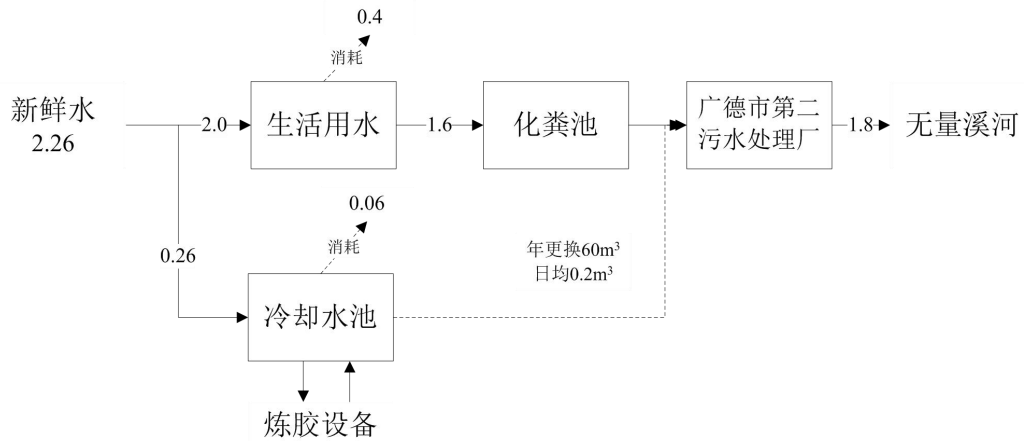 0.4
消耗
新鲜水
2.26
2.0
生活用水
1.6
化粪池
广德市第二
污水处理厂
1.8
无量溪河
0.06
消耗
0.26
年更换60m³
日均0.2m³
冷却水池
炼胶设备